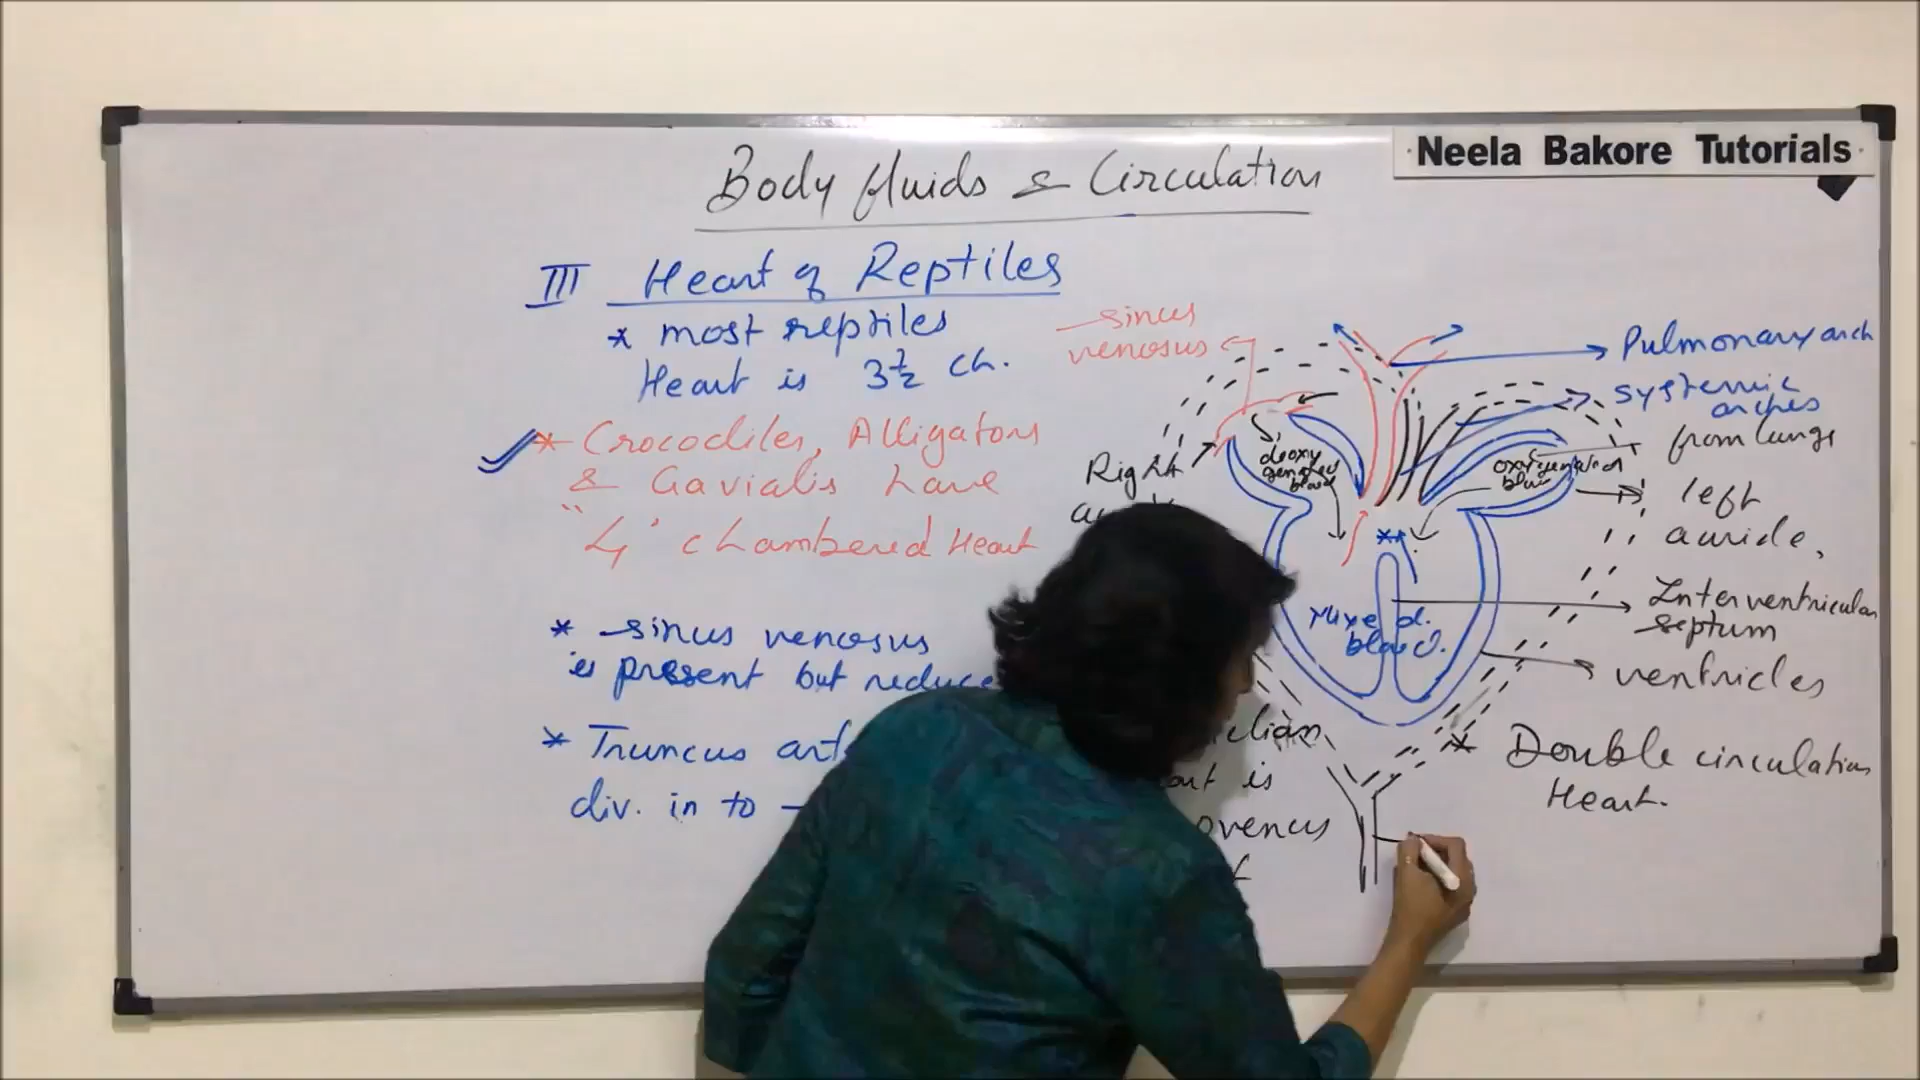 Neela Bakore Tutorials
Body fluids & Circulation
III Heart of Reptiles
* most reptiles
Heart is 3½ ch.
* Crocodiles, Alligators
& Gavialis have
"4" chambered Heart
* sinus venosus
is present but reduce
* Truncus art
div. in to –
sinus
venosus
Pulmonary arch
systemic
arches
from lungs
Right
au
deoxy
genated
blood
oxygenated
left
auricle.
**
Mixed.
blood.
Interventricular
septum
ventricles
* Double circulation
Heart.
is
ovenus